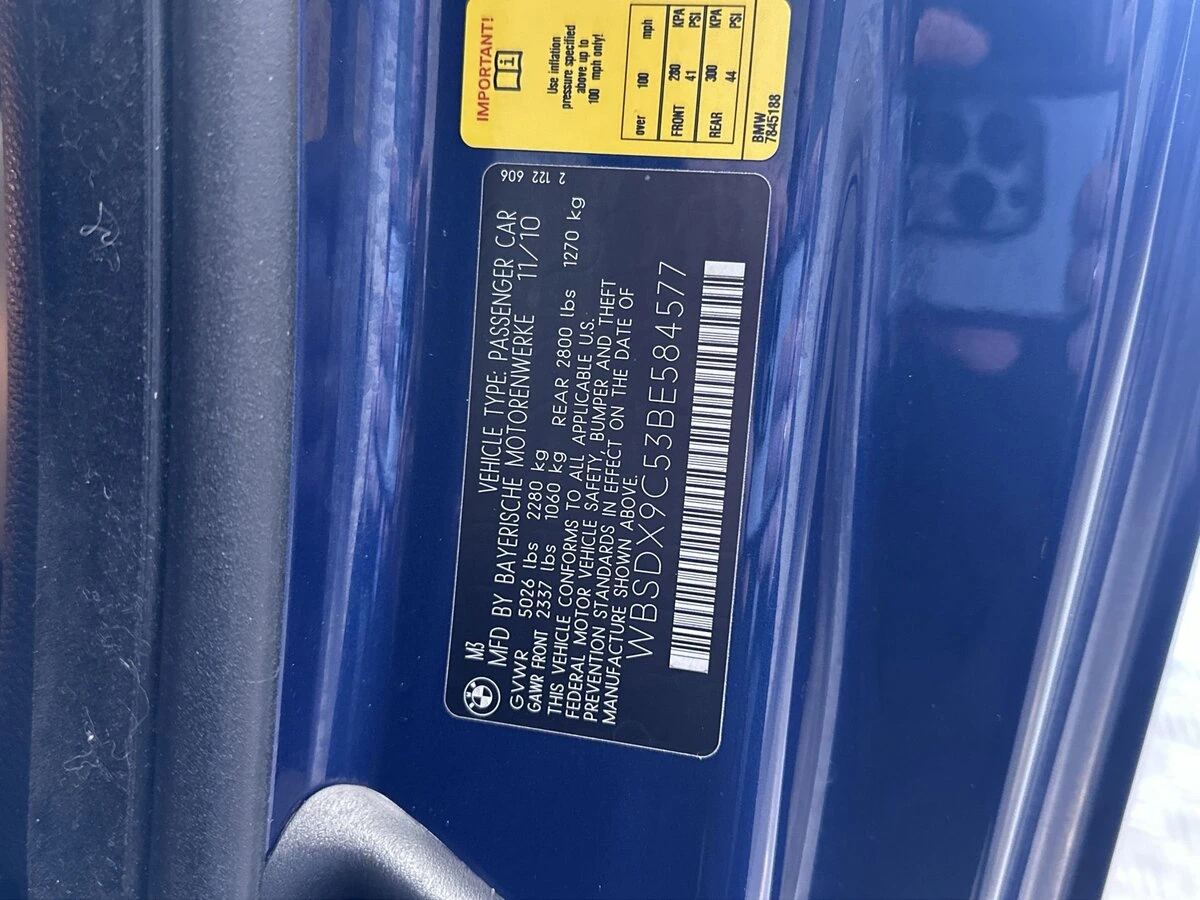 IMPORTANT!
Use inflation
pressure specified
above up to
100 mph only!
over 100 mph
FRONT 280 KPA
41 PSI
REAR 300 KPA
44 PSI
BMW
7845188
2 122 606
M3 VEHICLE TYPE: PASSENGER CAR
MFD BY BAYERISCHE MOTORENWERKE 11/10
GVWR 5026 lbs 2280 kg
GAWR FRONT 2337 lbs 1060 kg REAR 2800 lbs 1270 kg
THIS VEHICLE CONFORMS TO ALL APPLICABLE U.S.
FEDERAL MOTOR VEHICLE SAFETY, BUMPER AND THEFT
PREVENTION STANDARDS IN EFFECT ON THE DATE OF
MANUFACTURE SHOWN ABOVE.
WBSDX9C53BE584577